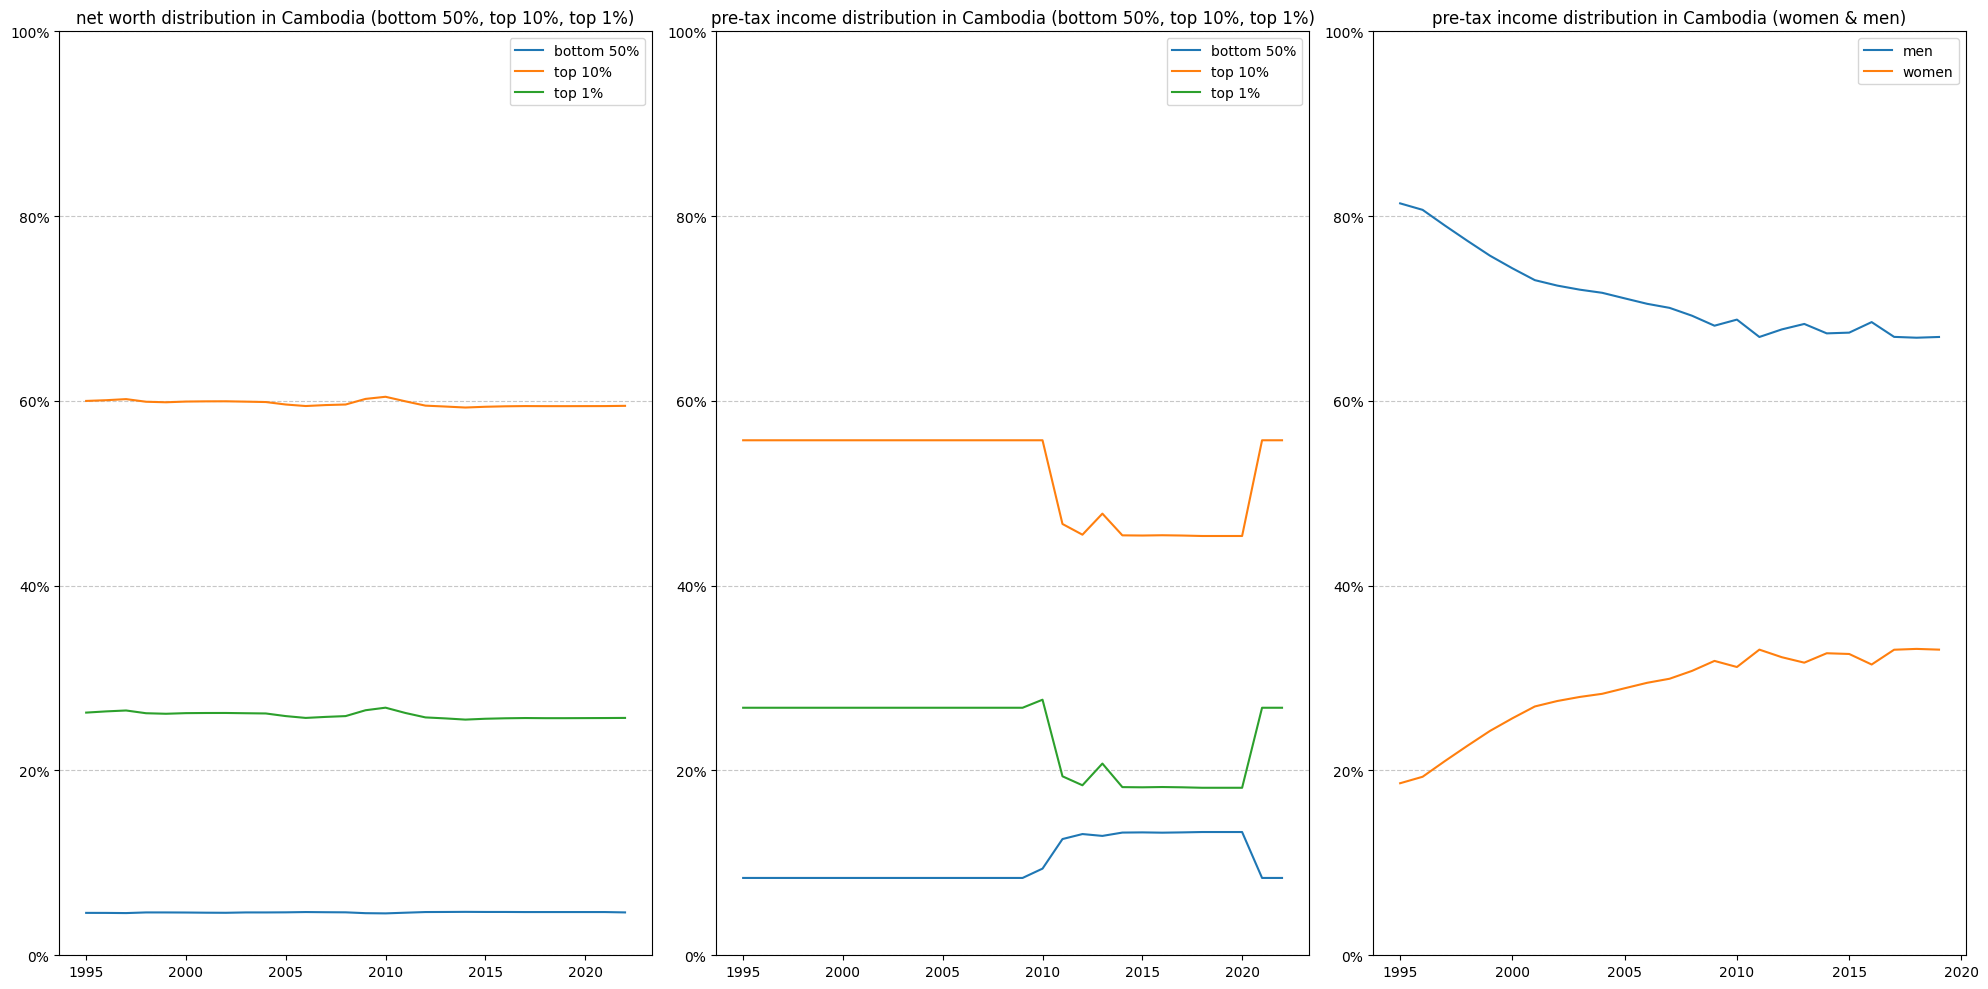 net worth distribution in Cambodia (bottom 50%, top 10%, top 1%)
100%
80%
60%
40%
20%
0%
1995 2000 2005 2010 2015 2020
bottom 50%
top 10%
top 1%
pre-tax income distribution in Cambodia (bottom 50%, top 10%, top 1%)
100%
80%
60%
40%
20%
0%
1995 2000 2005 2010 2015 2020
bottom 50%
top 10%
top 1%
pre-tax income distribution in Cambodia (women & men)
100%
80%
60%
40%
20%
0%
1995 2000 2005 2010 2015 2020
men
women